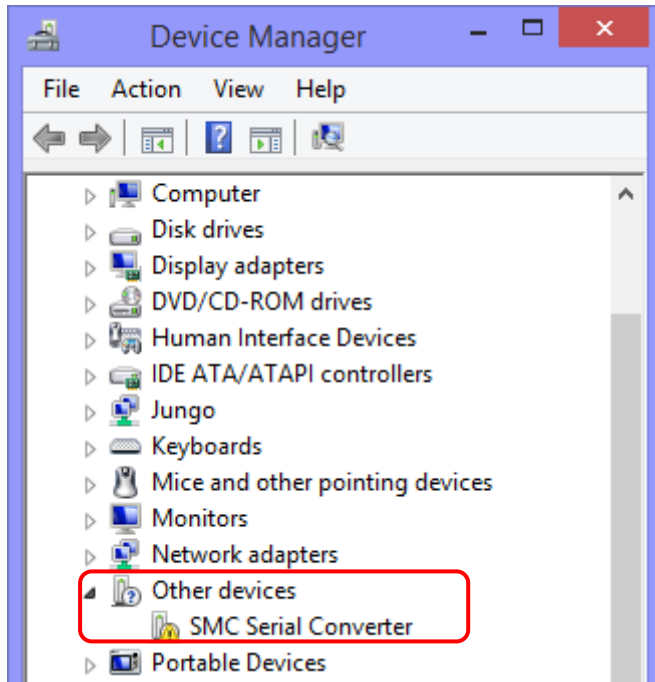 Device Manager
File Action View Help
Computer
Disk drives
Display adapters
DVD/CD-ROM drives
Human Interface Devices
IDE ATA/ATAPI controllers
Jungo
Keyboards
Mice and other pointing devices
Monitors
Network adapters
Other devices
SMC Serial Converter
Portable Devices